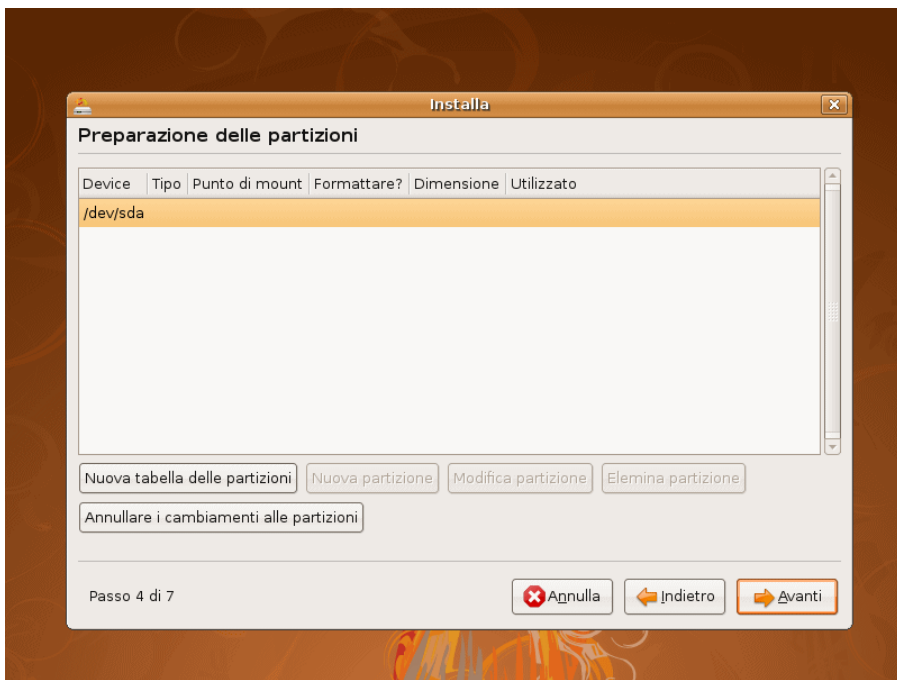 Installa
Preparazione delle partizioni
Device Tipo Punto di mount Formattare? Dimensione Utilizzato
/dev/sda
Nuova tabella delle partizioni Nuova partizione Modifica partizione Elemina partizione
Annullare i cambiamenti alle partizioni
Passo 4 di 7 Annulla Indietro Avanti